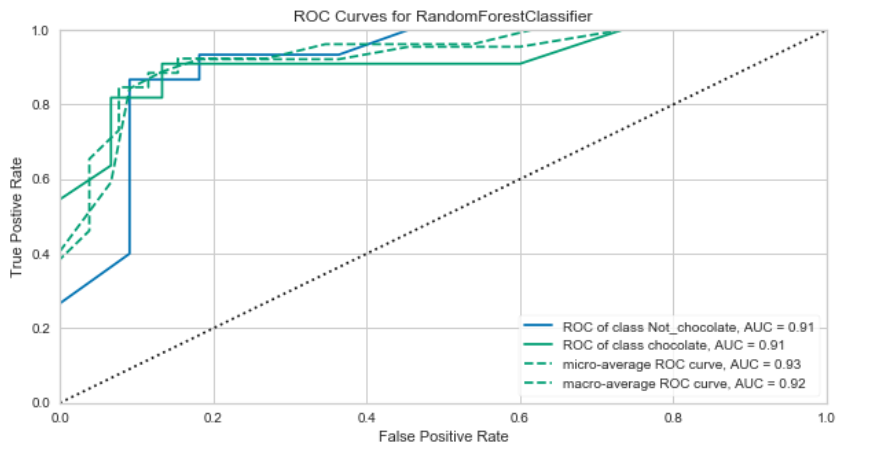 ROC Curves for RandomForestClassifier
1.0
0.8
0.6
0.4
0.2
0.0
True Postive Rate
0.0 0.2 0.4 0.6 0.8 1.0
False Positive Rate
ROC of class Not_chocolate, AUC = 0.91
ROC of class chocolate, AUC = 0.91
micro-average ROC curve, AUC = 0.93
macro-average ROC curve, AUC = 0.92